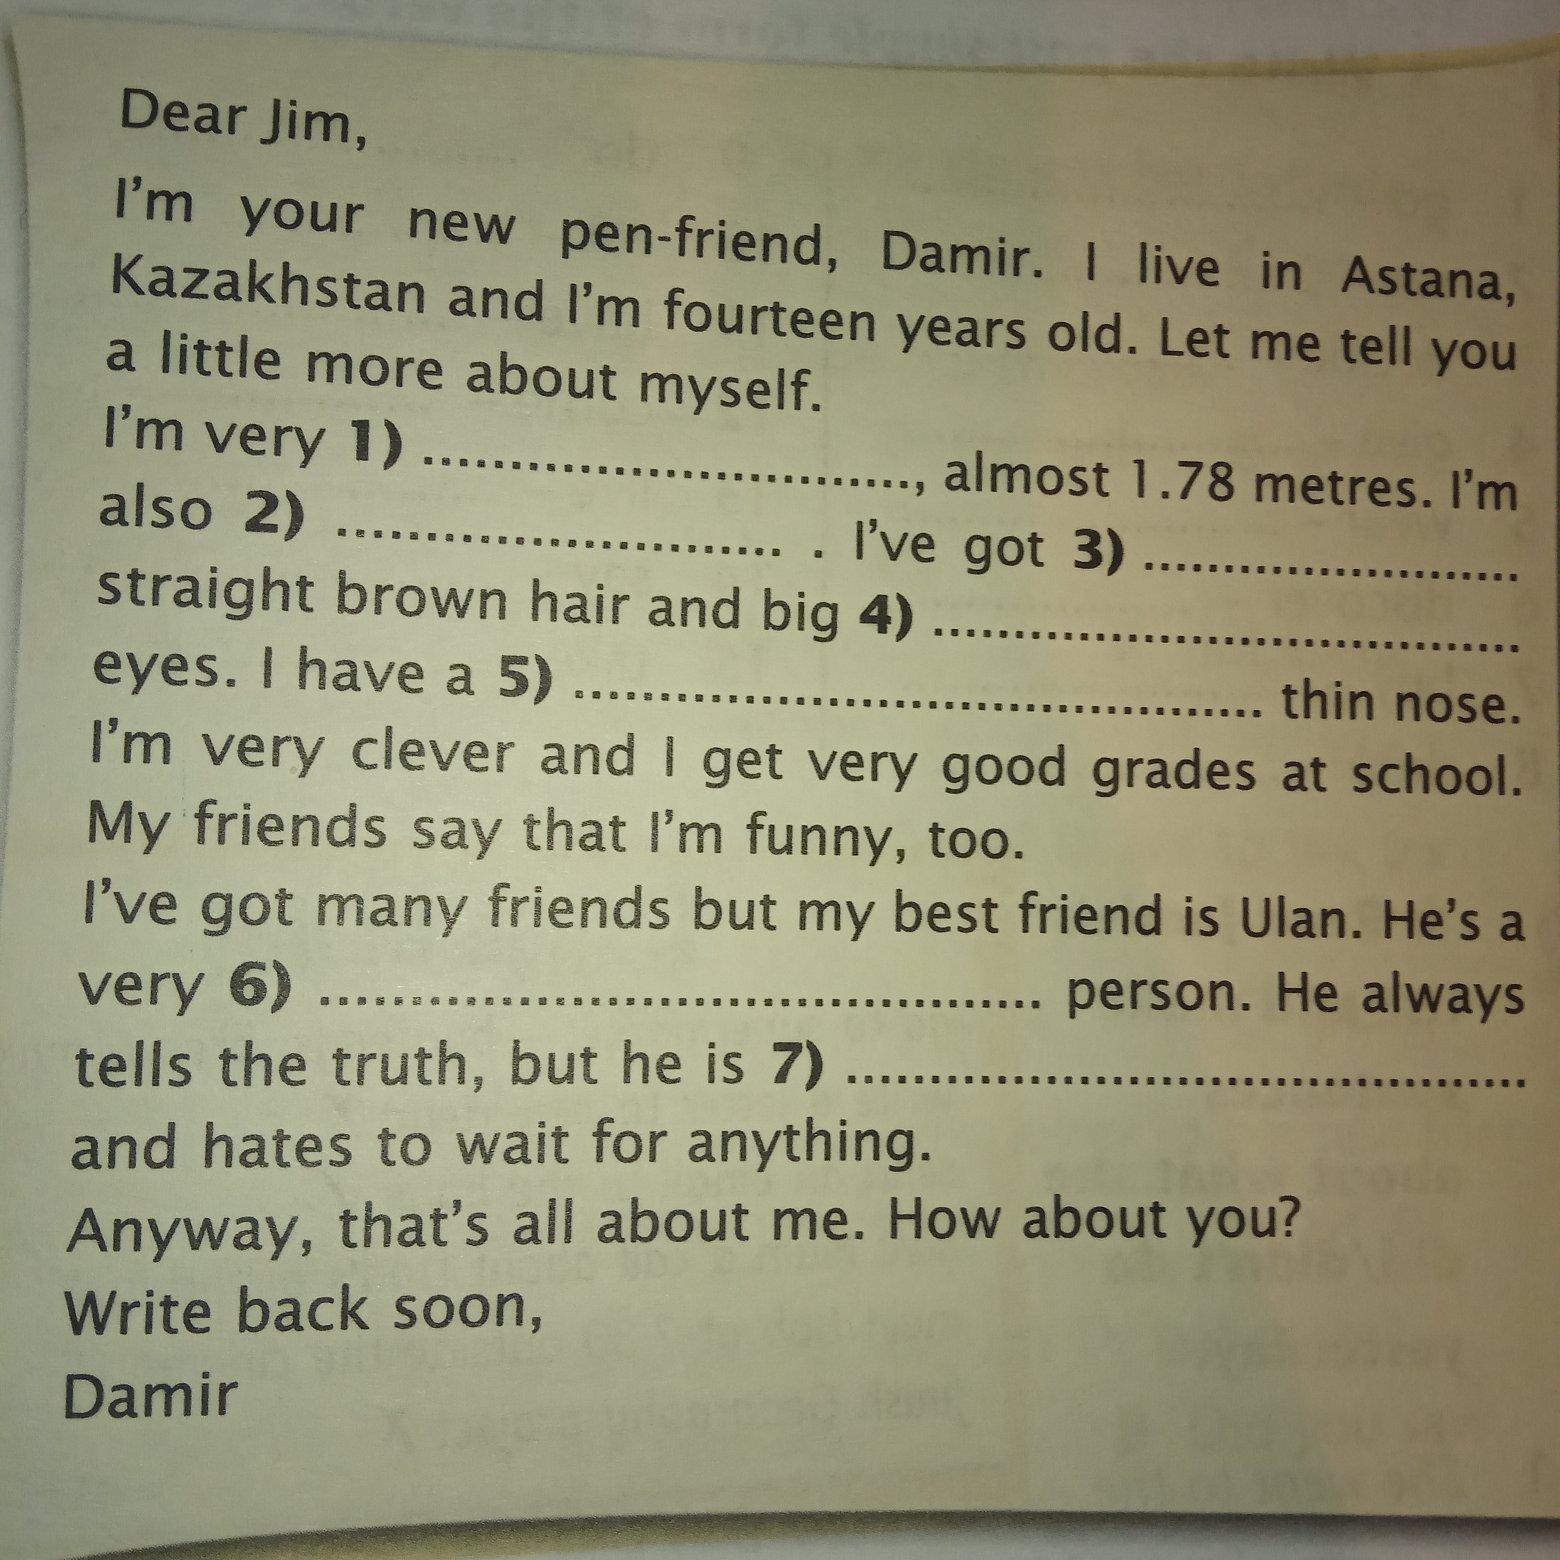 Dear Jim,
I'm your new pen-friend, Damir. I live in Astana,
Kazakhstan and I'm fourteen years old. Let me tell you
a little more about myself.
I'm very 1) ................................, almost 1.78 metres. I'm
also 2) ............................ . I've got 3) ........................
straight brown hair and big 4) .....................................
eyes. I have a 5) ........................................... thin nose.
I'm very clever and I get very good grades at school.
My friends say that I'm funny, too.
I've got many friends but my best friend is Ulan. He's a
very 6) ............................................. person. He always
tells the truth, but he is 7) ...........................................
and hates to wait for anything.
Anyway, that's all about me. How about you?
Write back soon,
Damir